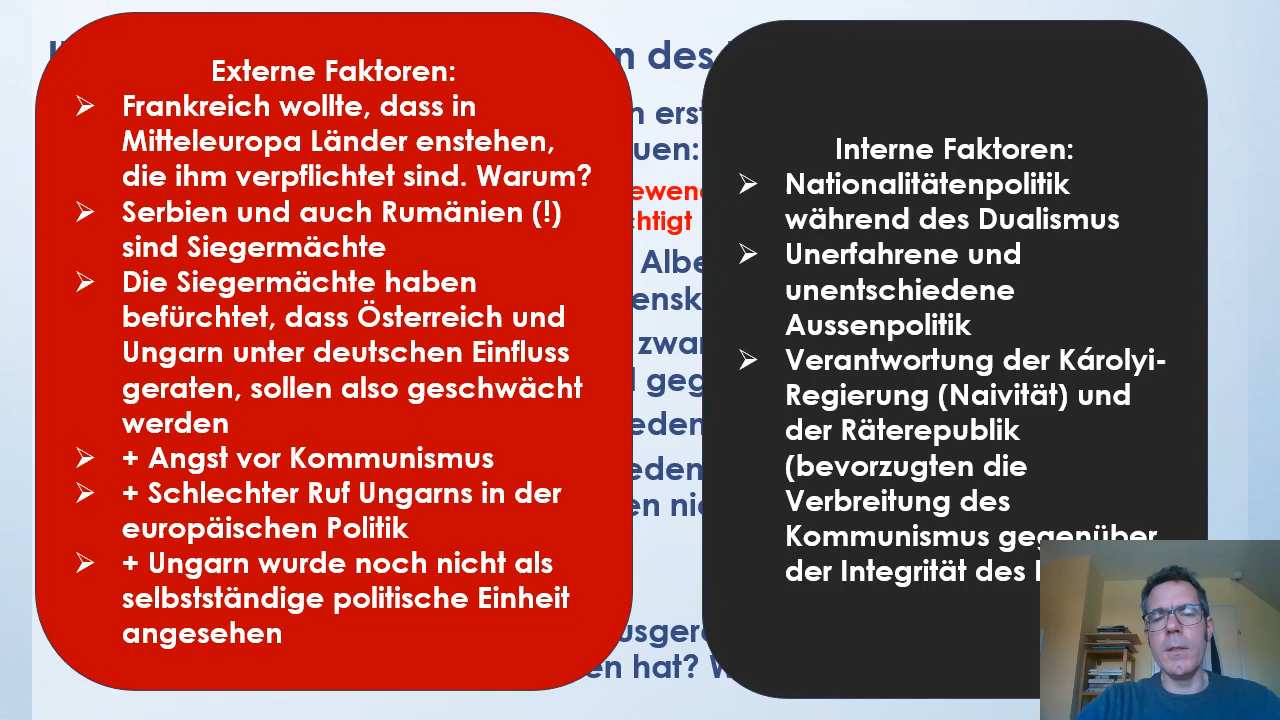 Externe Faktoren:
➢ Frankreich wollte, dass in
Mitteleuropa Länder enstehen,
die ihm verpflichtet sind. Warum?
➢ Serbien und auch Rumänien (!)
sind Siegermächte
➢ Die Siegermächte haben
befürchtet, dass Österreich und
Ungarn unter deutschen Einfluss
geraten, sollen also geschwächt
werden
➢ + Angst vor Kommunismus
➢ + Schlechter Ruf Ungarns in der
europäischen Politik
➢ + Ungarn wurde noch nicht als
selbstständige politische Einheit
angesehen
des
zwar
hat?
Interne Faktoren:
➢ Nationalitätenpolitik
während des Dualismus
➢ Unerfahrene und
unentschiedene
Aussenpolitik
➢ Verantwortung der Károlyi-
Regierung (Naivität) und
der Räterepublik
(bevorzugten die
Verbreitung des
Kommunismus gegenüber
der Integrität des